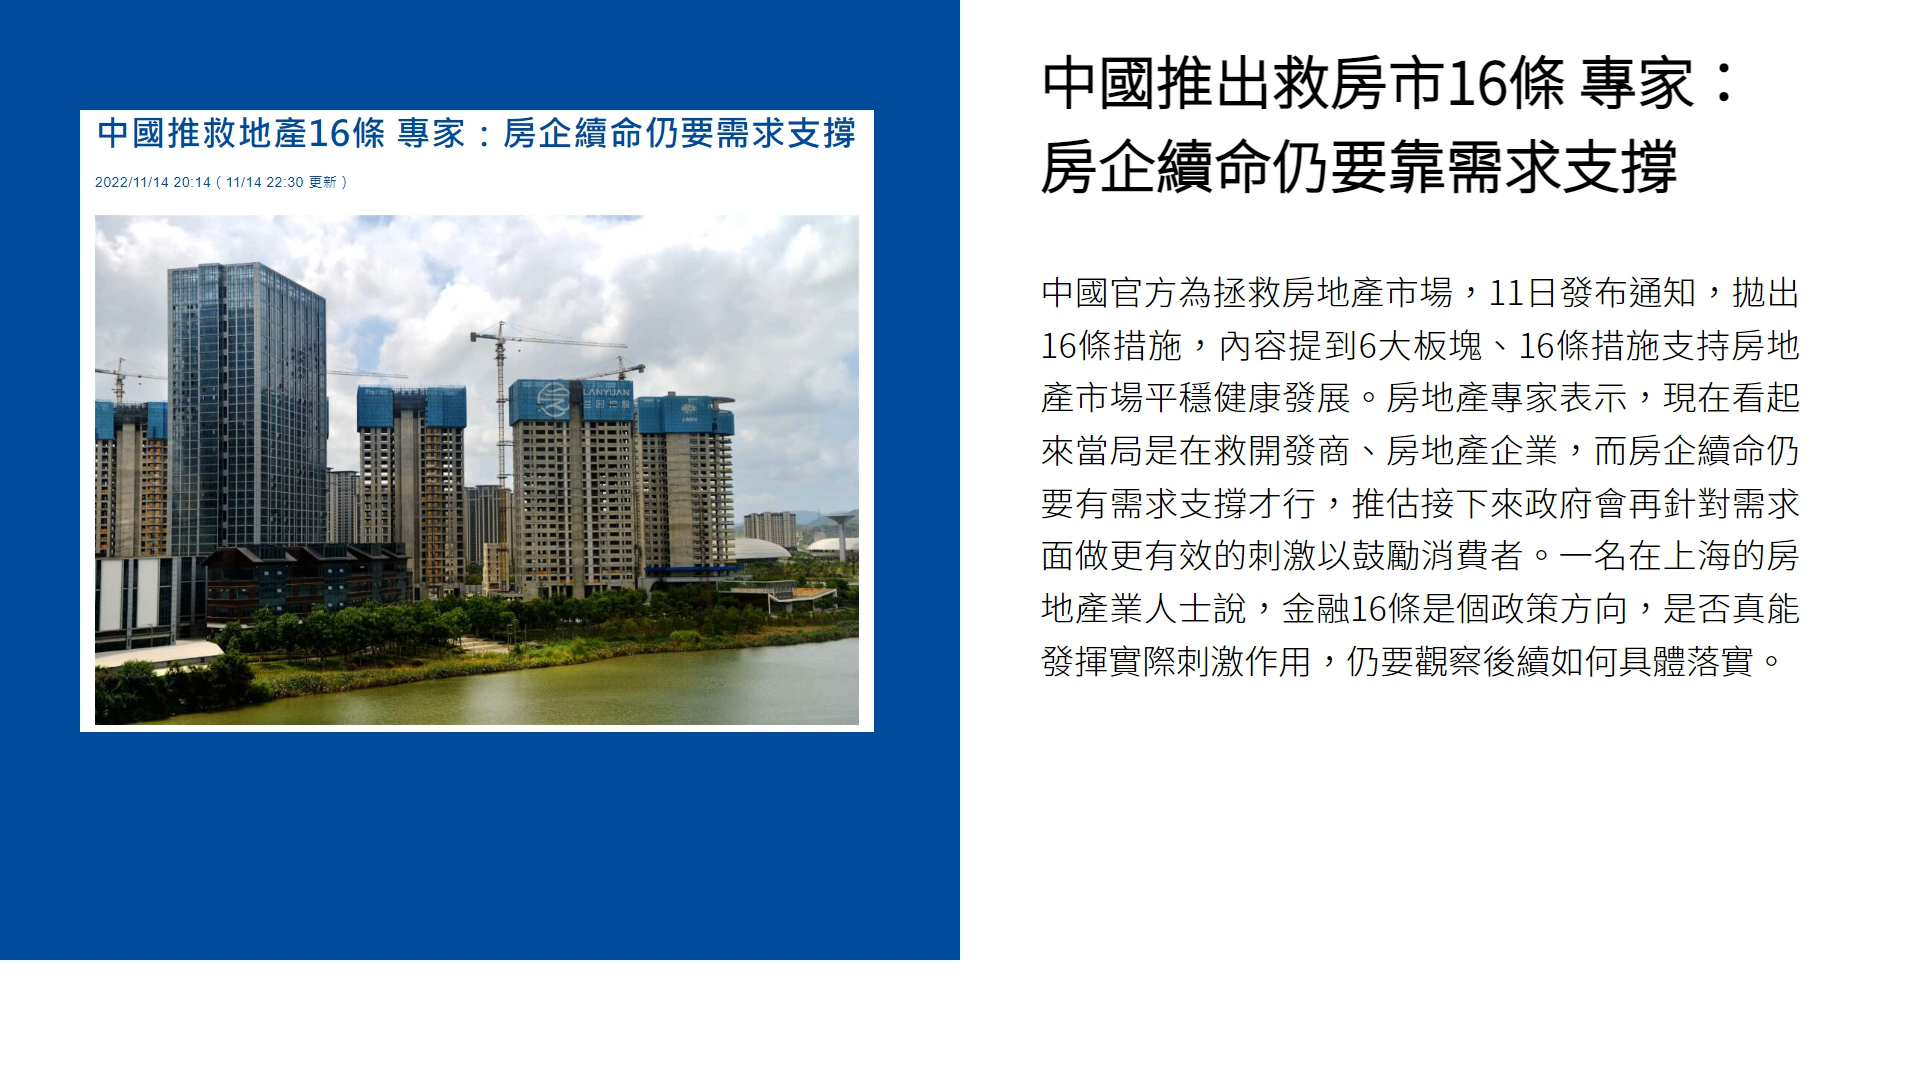 中國推救地產16條 專家：房企續命仍要需求支撐
2022/11/14 20:14（11/14 22:30 更新）
LANYUAN
中國推出救房市16條 專家：
房企續命仍要靠需求支撐
中國官方為拯救房地產市場，11日發布通知，拋出
16條措施，內容提到6大板塊、16條措施支持房地
產市場平穩健康發展。房地產專家表示，現在看起
來當局是在救開發商、房地產企業，而房企續命仍
要有需求支撐才行，推估接下來政府會再針對需求
面做更有效的刺激以鼓勵消費者。一名在上海的房
地產業人士說，金融16條是個政策方向，是否真能
發揮實際刺激作用，仍要觀察後續如何具體落實。